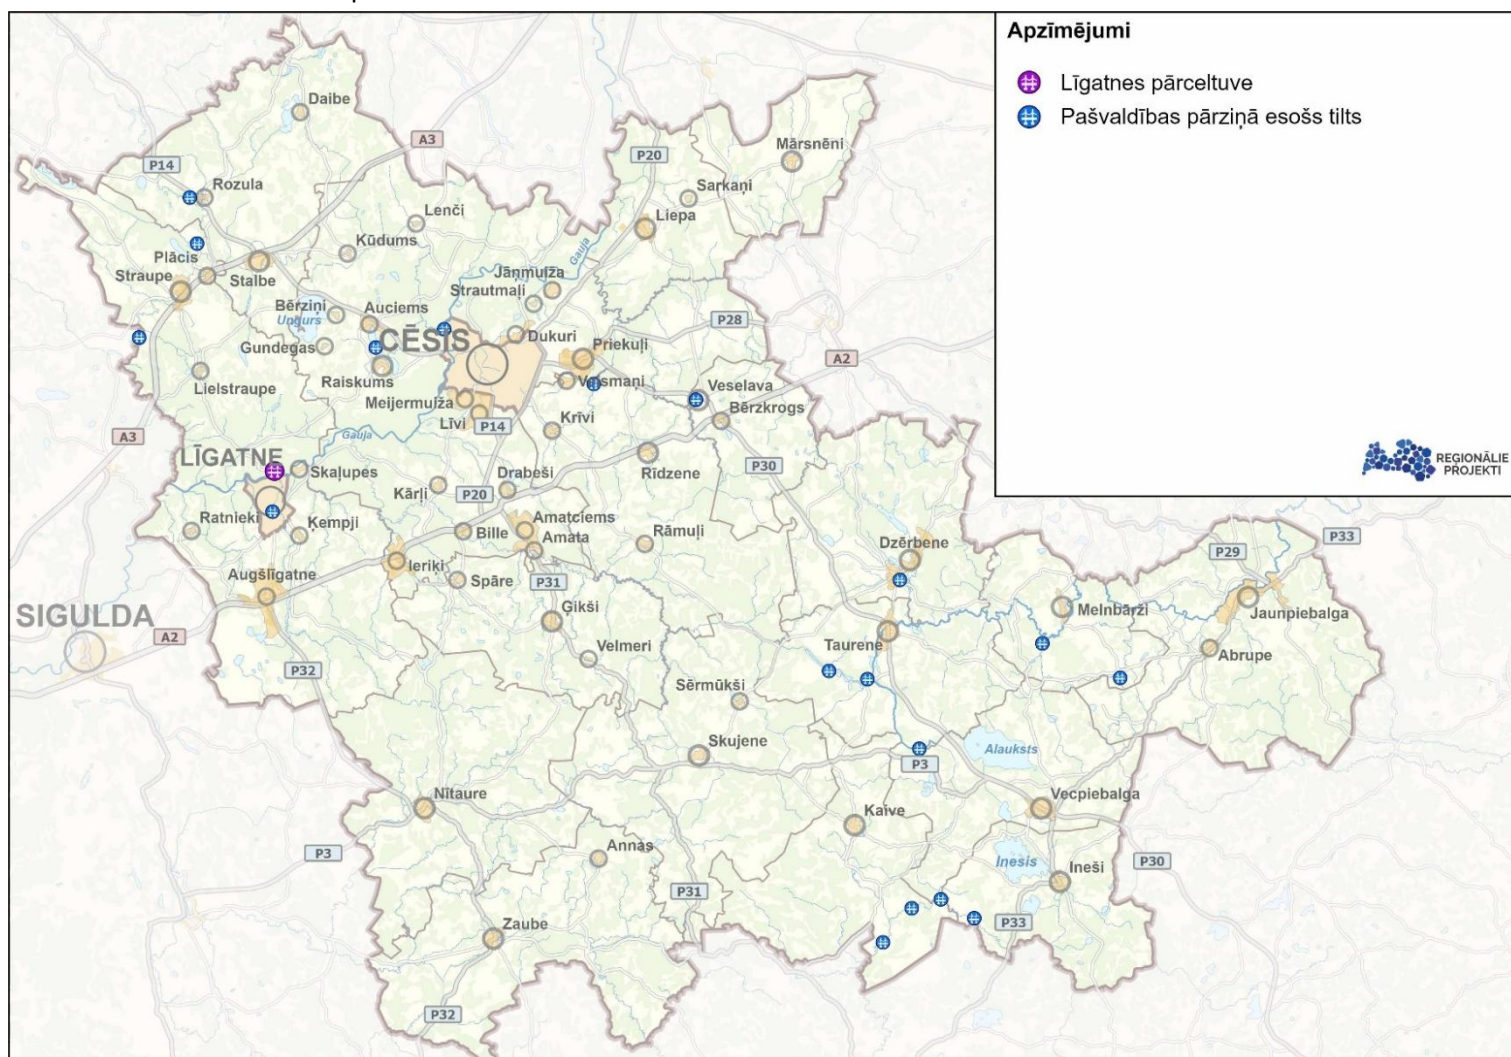 Apzīmējumi
Līgatnes pārceltuve
Pašvaldības pārziņā esošs tilts
REGIONĀLIE
PROJEKTI
Daibe
A3
P14
Rozula
Lenči
Kūdums
Plācis
Straupe
Stalbe
P20
Mārsnēni
Sarkaņi
Liepa
Gauja
Jāņmuiža
Strautmaļi
Bērziņi
Ungurs
Auciems
CĒSIS
Dukuri
P28
Gundegas
Priekuļi
A2
Raiskums
Lielstraupe
Meijermuiža
Veselava
Līvi
P14
Krīvi
Bērzkrogs
A3
Gauja
LĪGATNE
Skaļupes
P30
Rīdzene
Kārļi
P20
Drabeši
Ratnieki
Ķempji
Bille
Amatciems
Amata
Rāmuļi
Dzērbene
P29
P33
Ieriķi
Augšlīgatne
Spāre
P31
SIGULDA
Ģikši
Melnbārži
Jaunpiebalga
A2
Taurene
Velmeri
Abrupe
P32
Sērmūkši
Skujene
Alauksts
P3
Nītaure
Vecpiebalga
Kaive
P3
Annas
Inesis
P30
Ineši
P31
Zaube
P33
P32